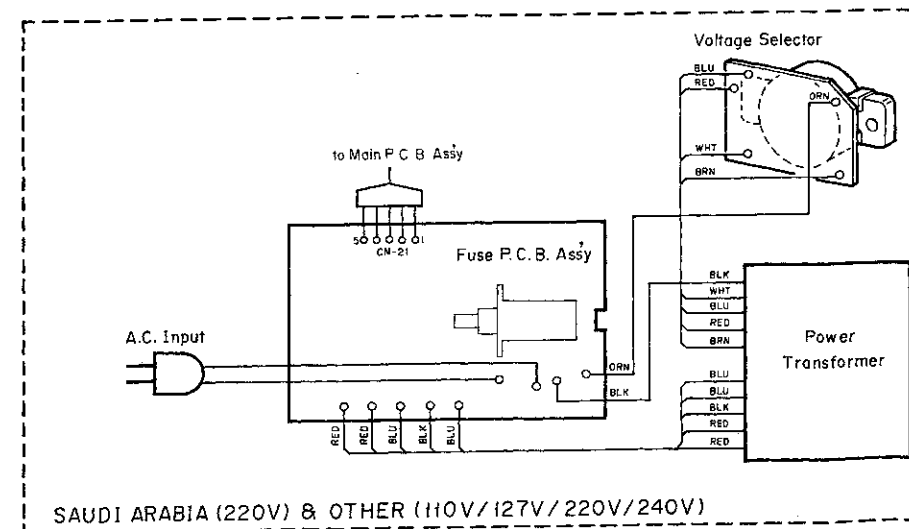 Voltage Selector
BLU
RED
ORN
WHT
BRN
to Main P.C.B. Ass'y
5 1
CN-21
Fuse P.C.B. Ass'y
A.C. Input
ORN
BLK
RED
RED
BLU
BLK
BLU
BLK
WHT
BLU
RED
BRN
BLU
BLU
BLK
RED
RED
Power
Transformer
SAUDI ARABIA (220V) & OTHER (110V/127V/220V/240V)